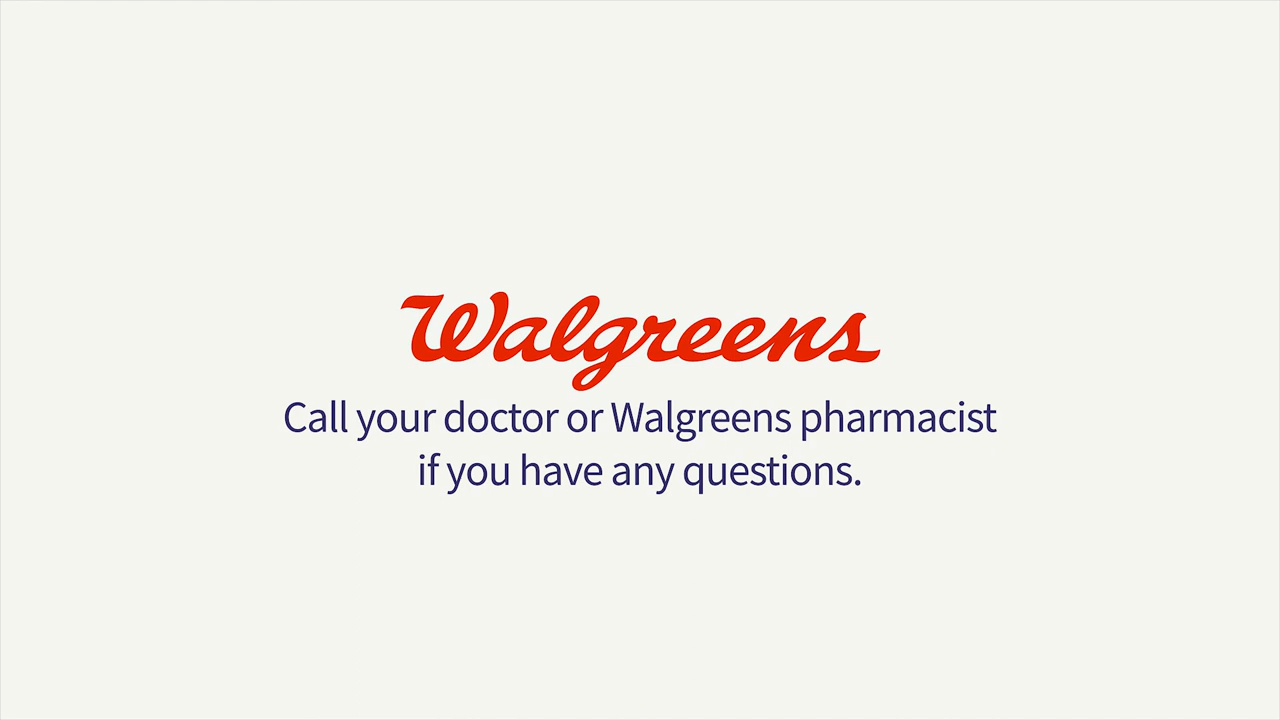 Walgreens
Call your doctor or Walgreens pharmacist
if you have any questions.